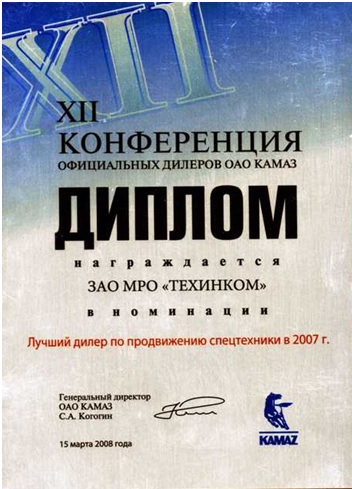 XII
XII
КОНФЕРЕНЦИЯ
ОФИЦИАЛЬНЫХ ДИЛЕРОВ ОАО КАМАЗ
ДИПЛОМ
награждается
ЗАО МРО «ТЕХИНКОМ»
в номинации
Лучший дилер по продвижению спецтехники в 2007 г.
Генеральный директор
ОАО КАМАЗ
С.А. Когогин
15 марта 2008 года
KAMAZ